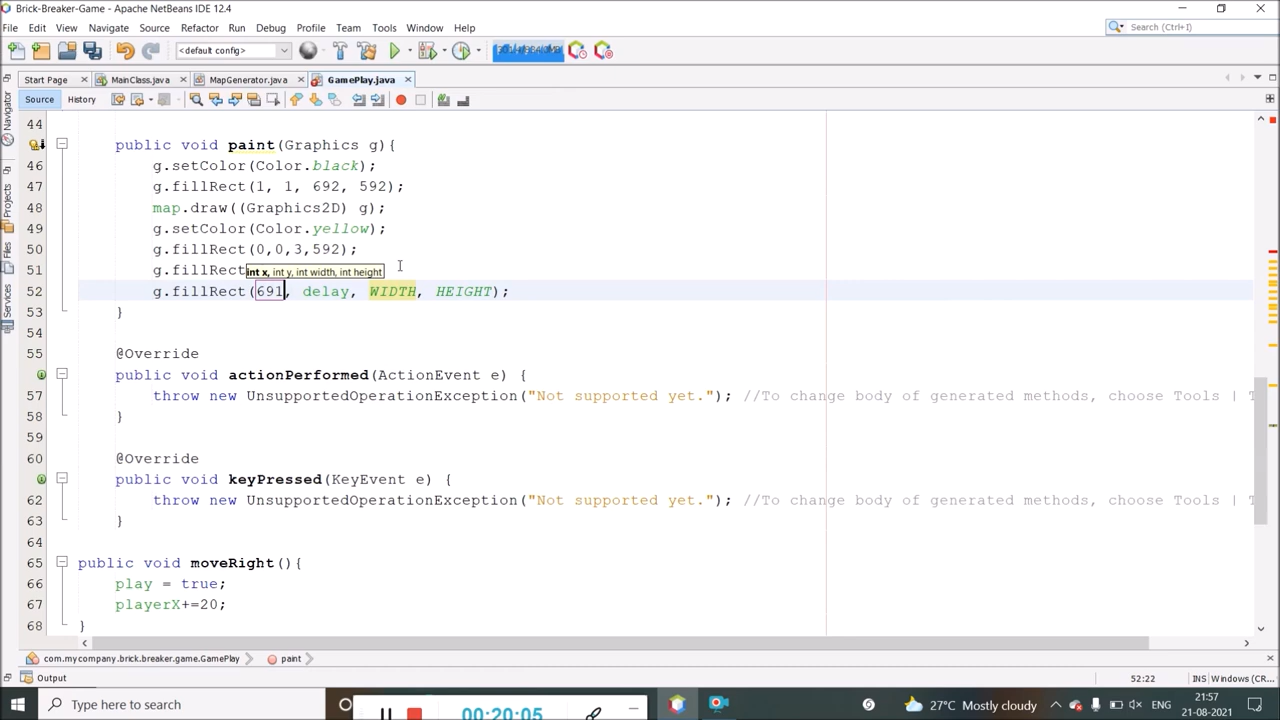 Brick-Breaker-Game - Apache NetBeans IDE 12.4
File Edit View Navigate Source Refactor Run Debug Profile Team Tools Window Help
Search (Ctrl+I)
<default config>
Start Page MainClass.java MapGenerator.java GamePlay.java
Source History
Navigator
Projects
Files
Services
44
public void paint(Graphics g){
46 g.setColor(Color.black);
47 g.fillRect(1, 1, 692, 592);
48 map.draw((Graphics2D) g);
49 g.setColor(Color.yellow);
50 g.fillRect(0,0,3,592);
51 g.fillRect
int x, int y, int width, int height
52 g.fillRect(691, delay, WIDTH, HEIGHT);
53 }
54
55 @Override
public void actionPerformed(ActionEvent e) {
57 throw new UnsupportedOperationException("Not supported yet."); //To change body of generated methods, choose Tools | T
58 }
59
60 @Override
public void keyPressed(KeyEvent e) {
62 throw new UnsupportedOperationException("Not supported yet."); //To change body of generated methods, choose Tools | T
63 }
64
65 public void moveRight(){
66 play = true;
67 playerX+=20;
68 }
com.mycompany.brick.breaker.game.GamePlay paint
Output
52:22 INS Windows (CR...
Type here to search
00:20:05
27°C Mostly cloudy
ENG
21:57
21-08-2021